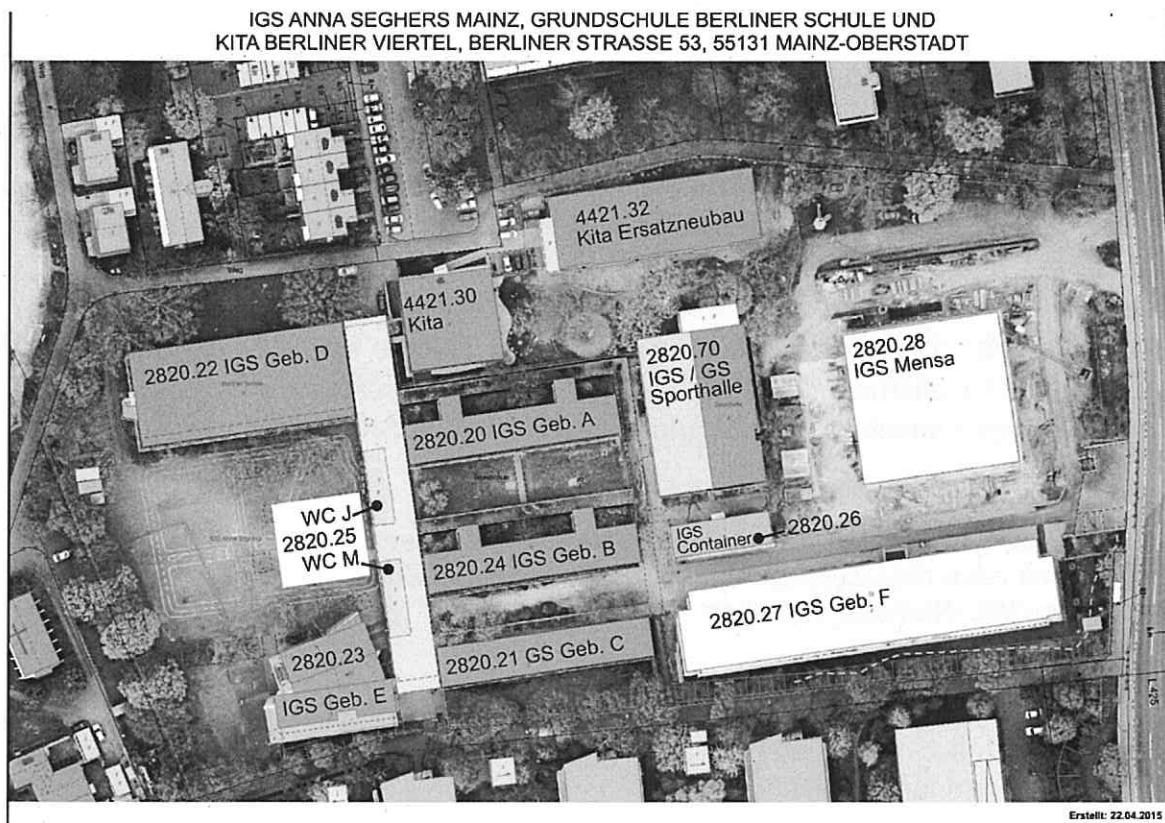 IGS ANNA SEGHERS MAINZ, GRUNDSCHULE BERLINER SCHULE UND
KITA BERLINER VIERTEL, BERLINER STRASSE 53, 55131 MAINZ-OBERSTADT
4421.32
Kita Ersatzneubau
4421.30
Kita
2820.22 IGS Geb. D
2820.70
IGS / GS
Sporthalle
2820.28
IGS Mensa
2820.20 IGS Geb. A
WC J
2820.25
WC M
IGS
Container
2820.26
2820.24 IGS Geb. B
2820.27 IGS Geb. F
2820.23
IGS Geb. E
2820.21 GS Geb. C
L-425
Erstellt: 22.04.2015